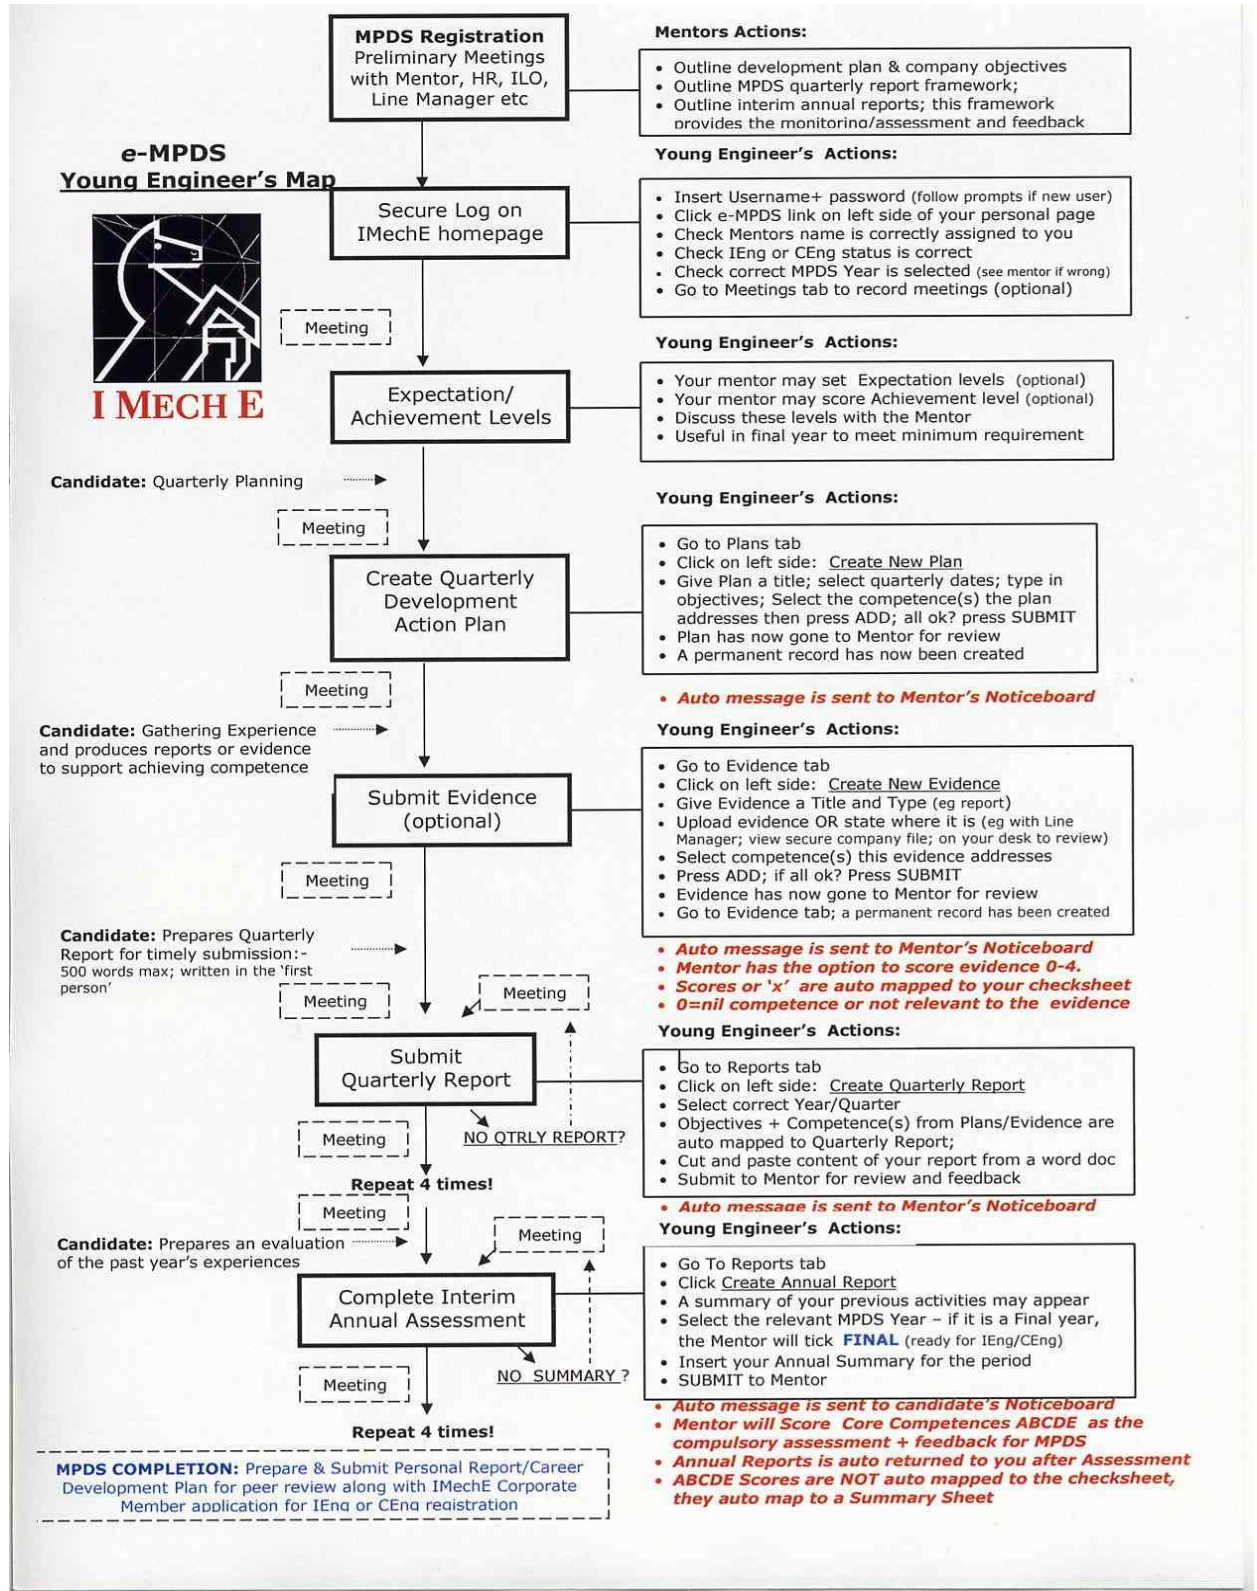 MPDS Registration
Preliminary Meetings
with Mentor, HR, ILO,
Line Manager etc
Mentors Actions:
• Outline development plan & company objectives
• Outline MPDS quarterly report framework;
• Outline interim annual reports; this framework
provides the monitoring/assessment and feedback
e-MPDS
Young Engineer's Map
I MECH E
Secure Log on
IMechE homepage
Young Engineer's Actions:
• Insert Username+ password (follow prompts if new user)
• Click e-MPDS link on left side of your personal page
• Check Mentors name is correctly assigned to you
• Check IEng or CEng status is correct
• Check correct MPDS Year is selected (see mentor if wrong)
• Go to Meetings tab to record meetings (optional)
Meeting
Expectation/
Achievement Levels
Young Engineer's Actions:
• Your mentor may set Expectation levels (optional)
• Your mentor may score Achievement level (optional)
• Discuss these levels with the Mentor
• Useful in final year to meet minimum requirement
Candidate: Quarterly Planning
Meeting
Create Quarterly
Development
Action Plan
Young Engineer's Actions:
• Go to Plans tab
• Click on left side: Create New Plan
• Give Plan a title; select quarterly dates; type in
objectives; Select the competence(s) the plan
addresses then press ADD; all ok? press SUBMIT
• Plan has now gone to Mentor for review
• A permanent record has now been created
• Auto message is sent to Mentor's Noticeboard
Meeting
Candidate: Gathering Experience
and produces reports or evidence
to support achieving competence
Submit Evidence
(optional)
Young Engineer's Actions:
• Go to Evidence tab
• Click on left side: Create New Evidence
• Give Evidence a Title and Type (eg report)
• Upload evidence OR state where it is (eg with Line
Manager; view secure company file; on your desk to review)
• Select competence(s) this evidence addresses
• Press ADD; if all ok? Press SUBMIT
• Evidence has now gone to Mentor for review
• Go to Evidence tab; a permanent record has been created
• Auto message is sent to Mentor's Noticeboard
• Mentor has the option to score evidence 0-4.
• Scores or 'x' are auto mapped to your checksheet
• 0=nil competence or not relevant to the evidence
Meeting
Candidate: Prepares Quarterly
Report for timely submission:-
500 words max; written in the 'first
person'
Meeting
Meeting
Submit
Quarterly Report
NO QTRLY REPORT?
Young Engineer's Actions:
• Go to Reports tab
• Click on left side: Create Quarterly Report
• Select correct Year/Quarter
• Objectives + Competence(s) from Plans/Evidence are
auto mapped to Quarterly Report;
• Cut and paste content of your report from a word doc
• Submit to Mentor for review and feedback
• Auto message is sent to Mentor's Noticeboard
Meeting
Repeat 4 times!
Meeting
Candidate: Prepares an evaluation
of the past year's experiences
Meeting
Complete Interim
Annual Assessment
NO SUMMARY ?
Young Engineer's Actions:
• Go To Reports tab
• Click Create Annual Report
• A summary of your previous activities may appear
• Select the relevant MPDS Year – if it is a Final year,
the Mentor will tick FINAL (ready for IEng/CEng)
• Insert your Annual Summary for the period
• SUBMIT to Mentor
• Auto message is sent to candidate's Noticeboard
• Mentor will Score Core Competences ABCDE as the
compulsory assessment + feedback for MPDS
• Annual Reports is auto returned to you after Assessment
• ABCDE Scores are NOT auto mapped to the checksheet,
they auto map to a Summary Sheet
Meeting
Repeat 4 times!
MPDS COMPLETION: Prepare & Submit Personal Report/Career
Development Plan for peer review along with IMechE Corporate
Member application for IEng or CEng registration